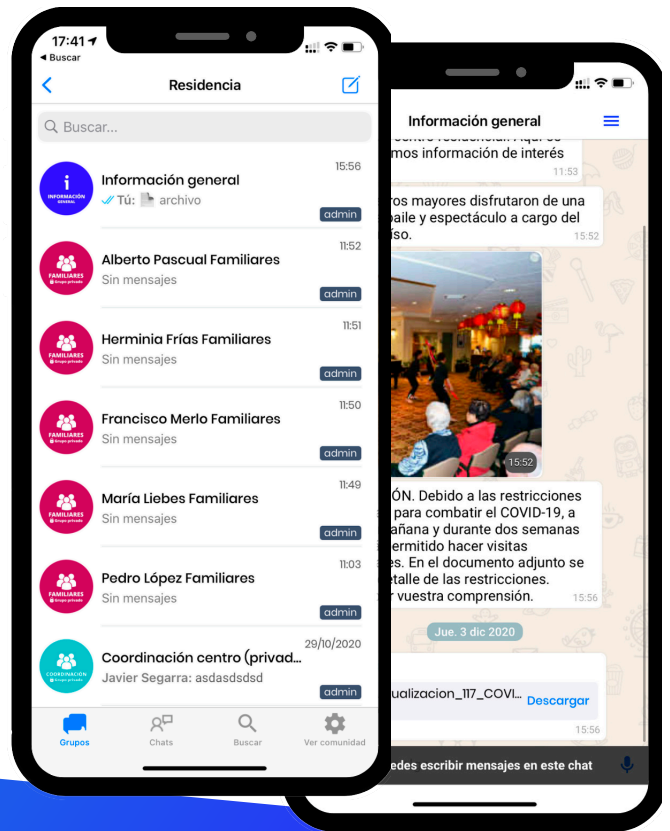 17:41
Buscar
Residencia
Buscar...
INFORMACIÓN
GENERAL
Información general
15:56
Tú: archivo
admin
FAMILIARES
Grupo privado
Alberto Pascual Familiares
11:52
Sin mensajes
admin
FAMILIARES
Grupo privado
Herminia Frías Familiares
11:51
Sin mensajes
admin
FAMILIARES
Grupo privado
Francisco Merlo Familiares
11:50
Sin mensajes
admin
FAMILIARES
Grupo privado
María Liebes Familiares
11:49
Sin mensajes
admin
FAMILIARES
Grupo privado
Pedro López Familiares
11:03
Sin mensajes
admin
COORDINACIÓN
Grupo privado
Coordinación centro (privad...
29/10/2020
Javier Segarra: asdasdsdsd
admin
Grupos
Chats
Buscar
Ver comunidad
Información general
mos información de interés
11:53
ros mayores disfrutaron de una
baile y espectáculo a cargo del
íso.
15:52
15:52
ÓN. Debido a las restricciones
para combatir el COVID-19, a
añana y durante dos semanas
ermitido hacer visitas
es. En el documento adjunto se
etalle de las restricciones.
r vuestra comprensión.
15:56
Jue. 3 dic 2020
ualizacion_117_COVI...
Descargar
15:56
edes escribir mensajes en este chat